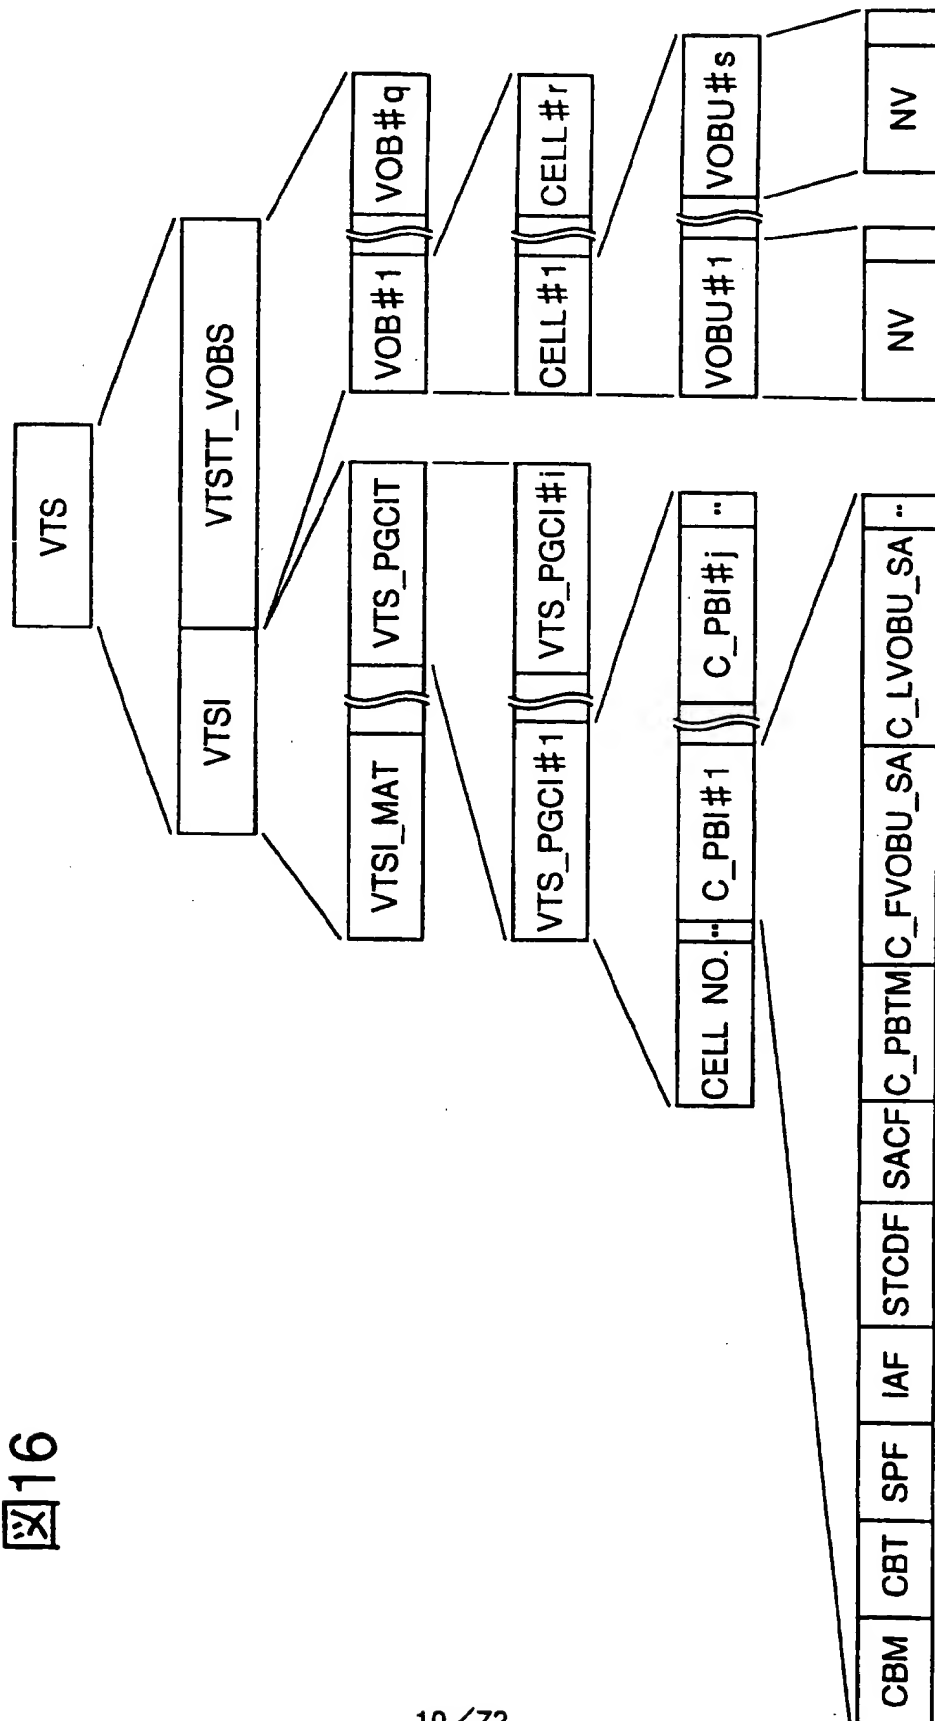 図16
VTS
VTSI VTSTT_VOBS
VTSI_MAT VTS_PGCIT VOB#1 VOB#q
VTS_PGCI#1 VTS_PGCI#i CELL#1 CELL#r
CELL NO. ‥ C_PBI#1 C_PBI#j ‥ VOBU#1 VOBU#s
CBM CBT SPF IAF STCDF SACF C_PBTM C_FVOBU_SA C_LVOBU_SA ‥ NV NV